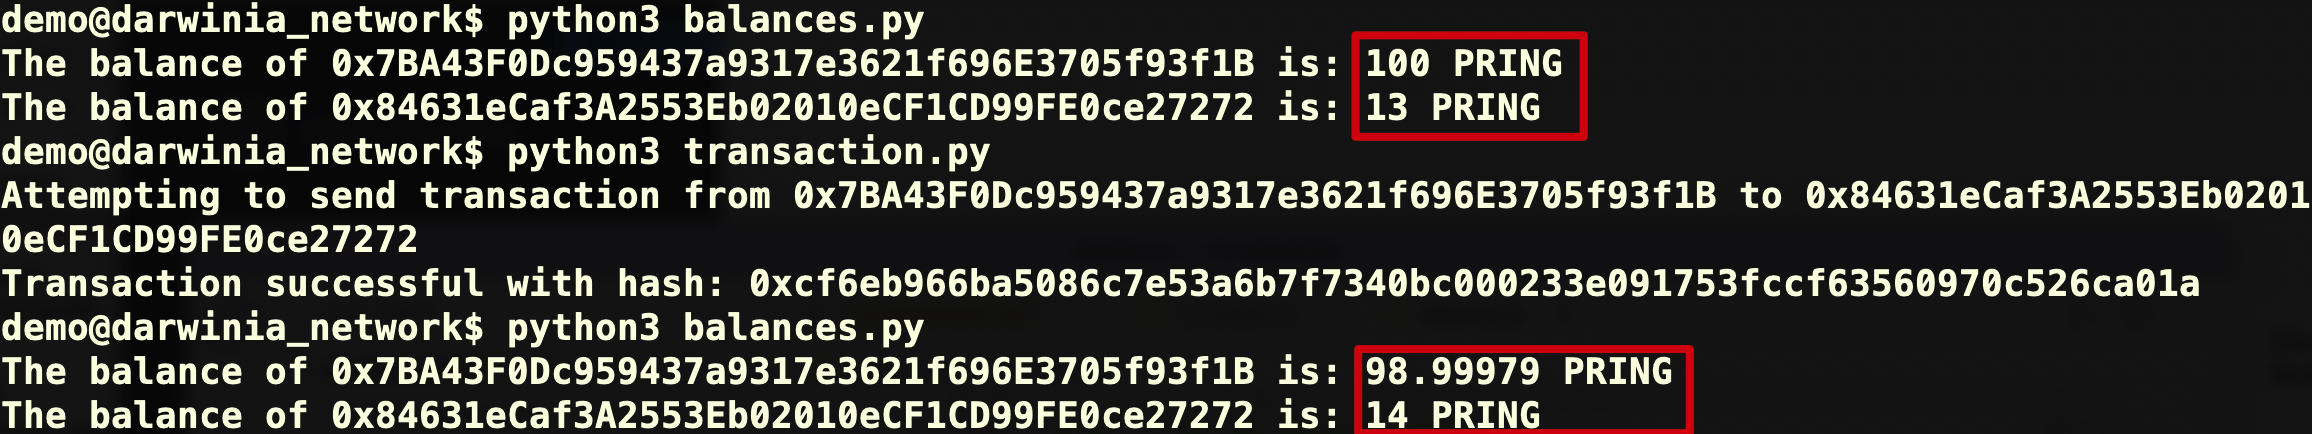 demo@darwinia_network$ python3 balances.py
The balance of 0x7BA43F0Dc959437a9317e3621f696E3705f93f1B is: 100 PRING
The balance of 0x84631eCaf3A2553Eb02010eCF1CD99FE0ce27272 is: 13 PRING
demo@darwinia_network$ python3 transaction.py
Attempting to send transaction from 0x7BA43F0Dc959437a9317e3621f696E3705f93f1B to 0x84631eCaf3A2553Eb0201
0eCF1CD99FE0ce27272
Transaction successful with hash: 0xcf6eb966ba5086c7e53a6b7f7340bc000233e091753fccf63560970c526ca01a
demo@darwinia_network$ python3 balances.py
The balance of 0x7BA43F0Dc959437a9317e3621f696E3705f93f1B is: 98.99979 PRING
The balance of 0x84631eCaf3A2553Eb02010eCF1CD99FE0ce27272 is: 14 PRING